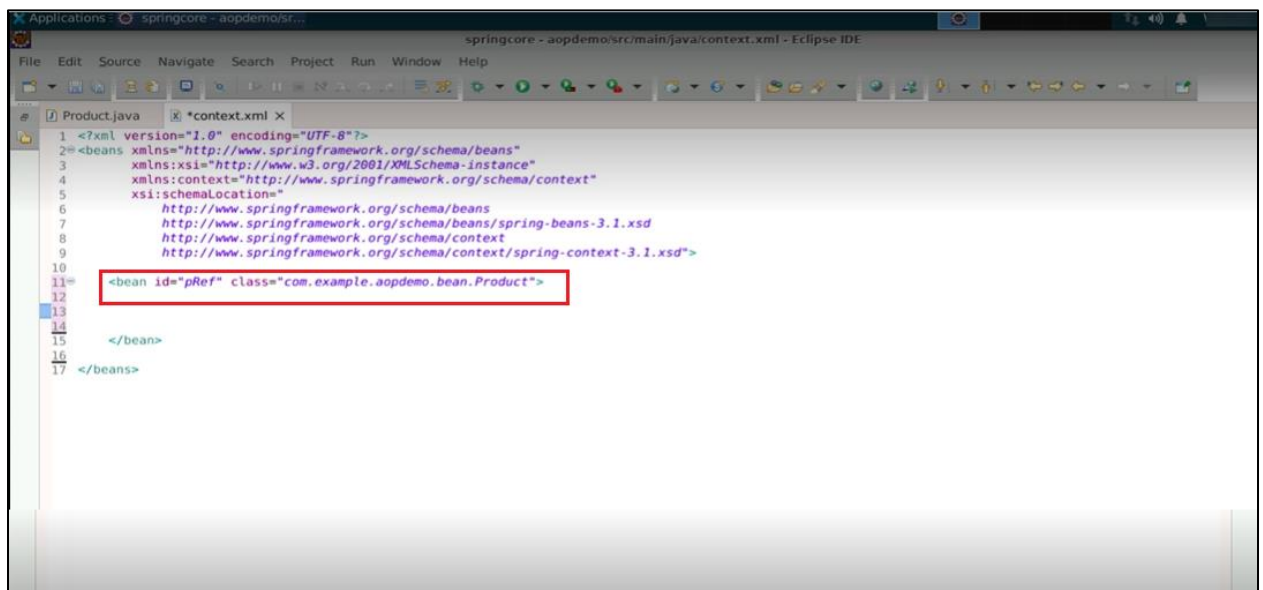 Applications springcore - aopdemo/sr...
springcore - aopdemo/src/main/java/context.xml - Eclipse IDE
File Edit Source Navigate Search Project Run Window Help
Product.java *context.xml
1 <?xml version="1.0" encoding="UTF-8"?>
2 <beans xmlns="http://www.springframework.org/schema/beans"
3 xmlns:xsi="http://www.w3.org/2001/XMLSchema-instance"
4 xmlns:context="http://www.springframework.org/schema/context"
5 xsi:schemaLocation="
6 http://www.springframework.org/schema/beans
7 http://www.springframework.org/schema/beans/spring-beans-3.1.xsd
8 http://www.springframework.org/schema/context
9 http://www.springframework.org/schema/context/spring-context-3.1.xsd">
10
11 <bean id="pRef" class="com.example.aopdemo.bean.Product">
12
13
14
15 </bean>
16
17 </beans>